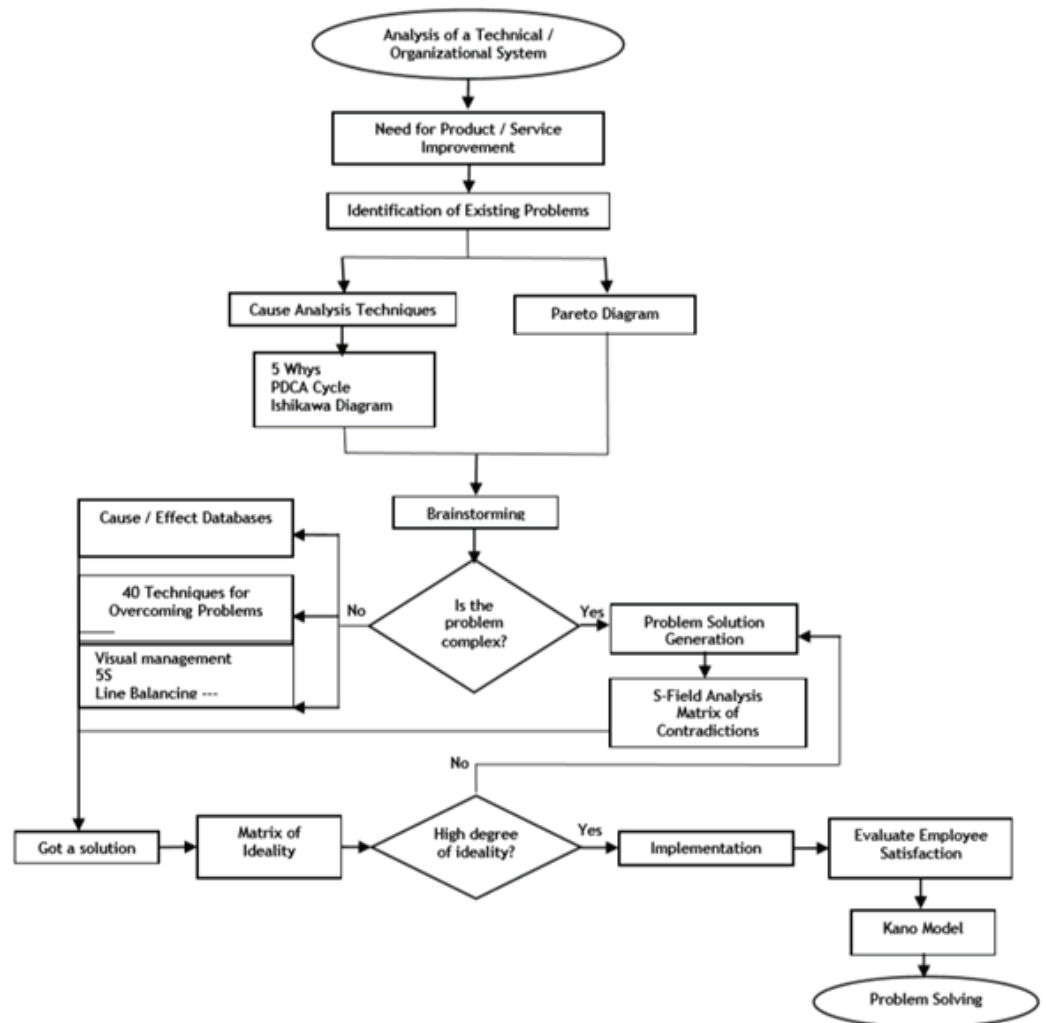 Analysis of a Technical /
Organizational System
Need for Product / Service
Improvement
Identification of Existing Problems
Cause Analysis Techniques
Pareto Diagram
5 Whys
PDCA Cycle
Ishikawa Diagram
Brainstorming
Cause / Effect Databases
40 Techniques for
Overcoming Problems
Visual management
5S
Line Balancing ---
No
Is the
problem
complex?
Yes
Problem Solution
Generation
S-Field Analysis
Matrix of
Contradictions
No
Got a solution
Matrix of
Ideality
High degree
of ideality?
Yes
Implementation
Evaluate Employee
Satisfaction
Kano Model
Problem Solving